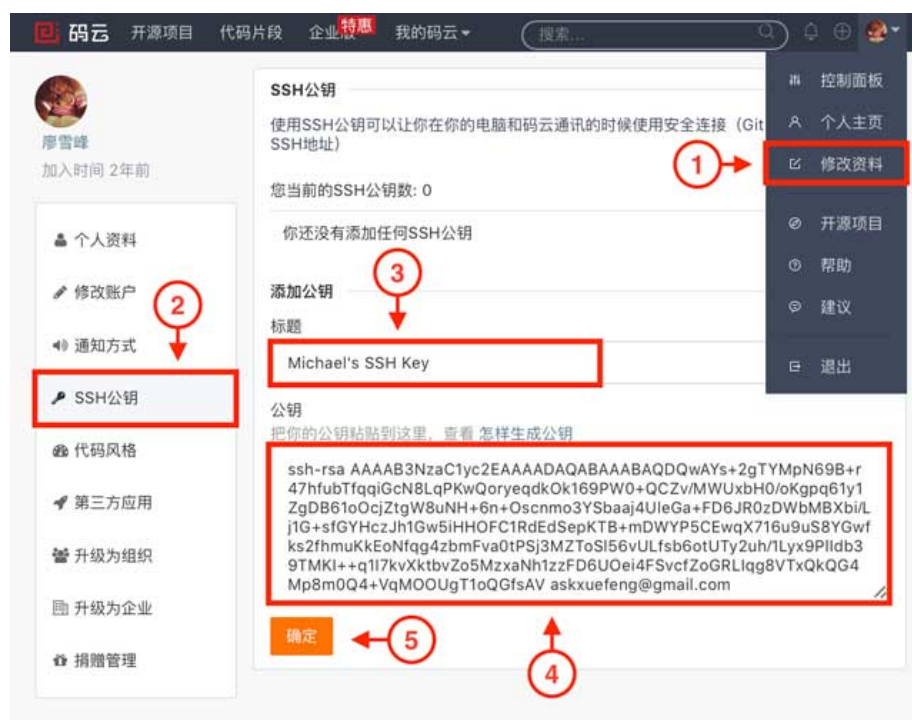 码云 开源项目 代码片段 企业版 特惠 我的码云 搜索...
廖雪峰
加入时间 2年前
个人资料
修改账户
2
通知方式
SSH公钥
代码风格
第三方应用
升级为组织
升级为企业
捐赠管理
SSH公钥
使用SSH公钥可以让你在你的电脑和码云通讯的时候使用安全连接（Git
SSH地址）
您当前的SSH公钥数: 0
你还没有添加任何SSH公钥
3
添加公钥
标题
Michael's SSH Key
公钥
把你的公钥粘贴到这里，查看 怎样生成公钥
ssh-rsa AAAAB3NzaC1yc2EAAAADAQABAAABAQDQwAYs+2gTYMpN69B+r
47hfubTfqqiGcN8LqPKwQoryeqdkOk169PW0+QCZv/MWUxbH0/oKgpq61y1
ZgDB61oOcjZtgW8uNH+6n+Oscnmo3YSbaaj4UIeGa+FD6JR0zDWbMBXbi/L
j1G+sfGYHczJh1Gw5iHHOFC1RdEdSepKTB+mDWYP5CEwqX716u9uS8YGwf
ks2fhmuKkEoNfqg4zbmFva0tPSj3MZToSI56vULfsb6otUTy2uh/1Lyx9PIIdb3
9TMKI++q1I7kvXktbvZo5MzxaNh1zzFD6UOei4FSvcfZoGRLIqg8VTxQkQG4
Mp8m0Q4+VqMOOUgT1oQGfsAV askxuefeng@gmail.com
确定
5
4
控制面板
个人主页
1
修改资料
开源项目
帮助
建议
退出